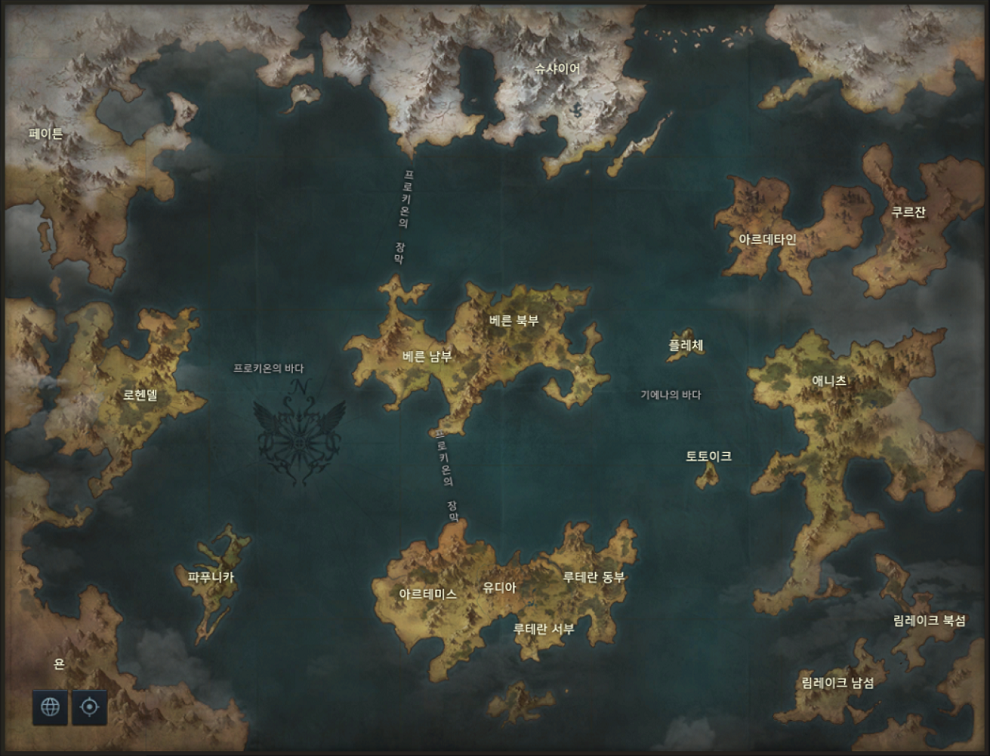 슈샤이어
페이튼
프로키온의 장막
쿠르잔
아르데타인
베른 북부
플레체
베른 남부
프로키온의 바다
애니츠
로헨델
기에나의 바다
N
프로키온의 장막
토토이크
파푸니카
루테란 동부
유디아
아르테미스
림레이크 북섬
루테란 서부
욘
림레이크 남섬